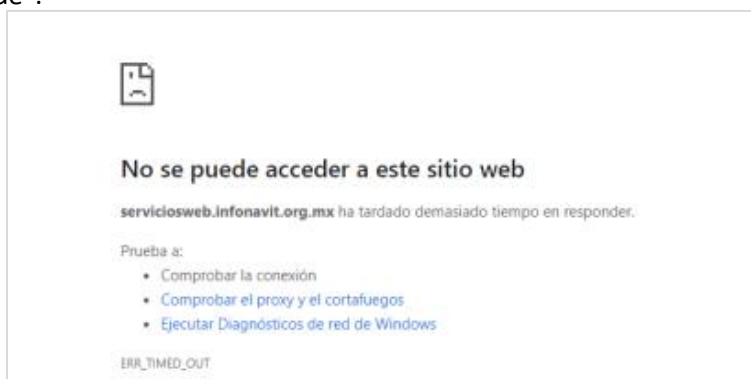 No se puede acceder a este sitio web
serviciosweb.infonavit.org.mx ha tardado demasiado tiempo en responder.
Prueba a:
• Comprobar la conexión
• Comprobar el proxy y el cortafuegos
• Ejecutar Diagnósticos de red de Windows
ERR_TIMED_OUT